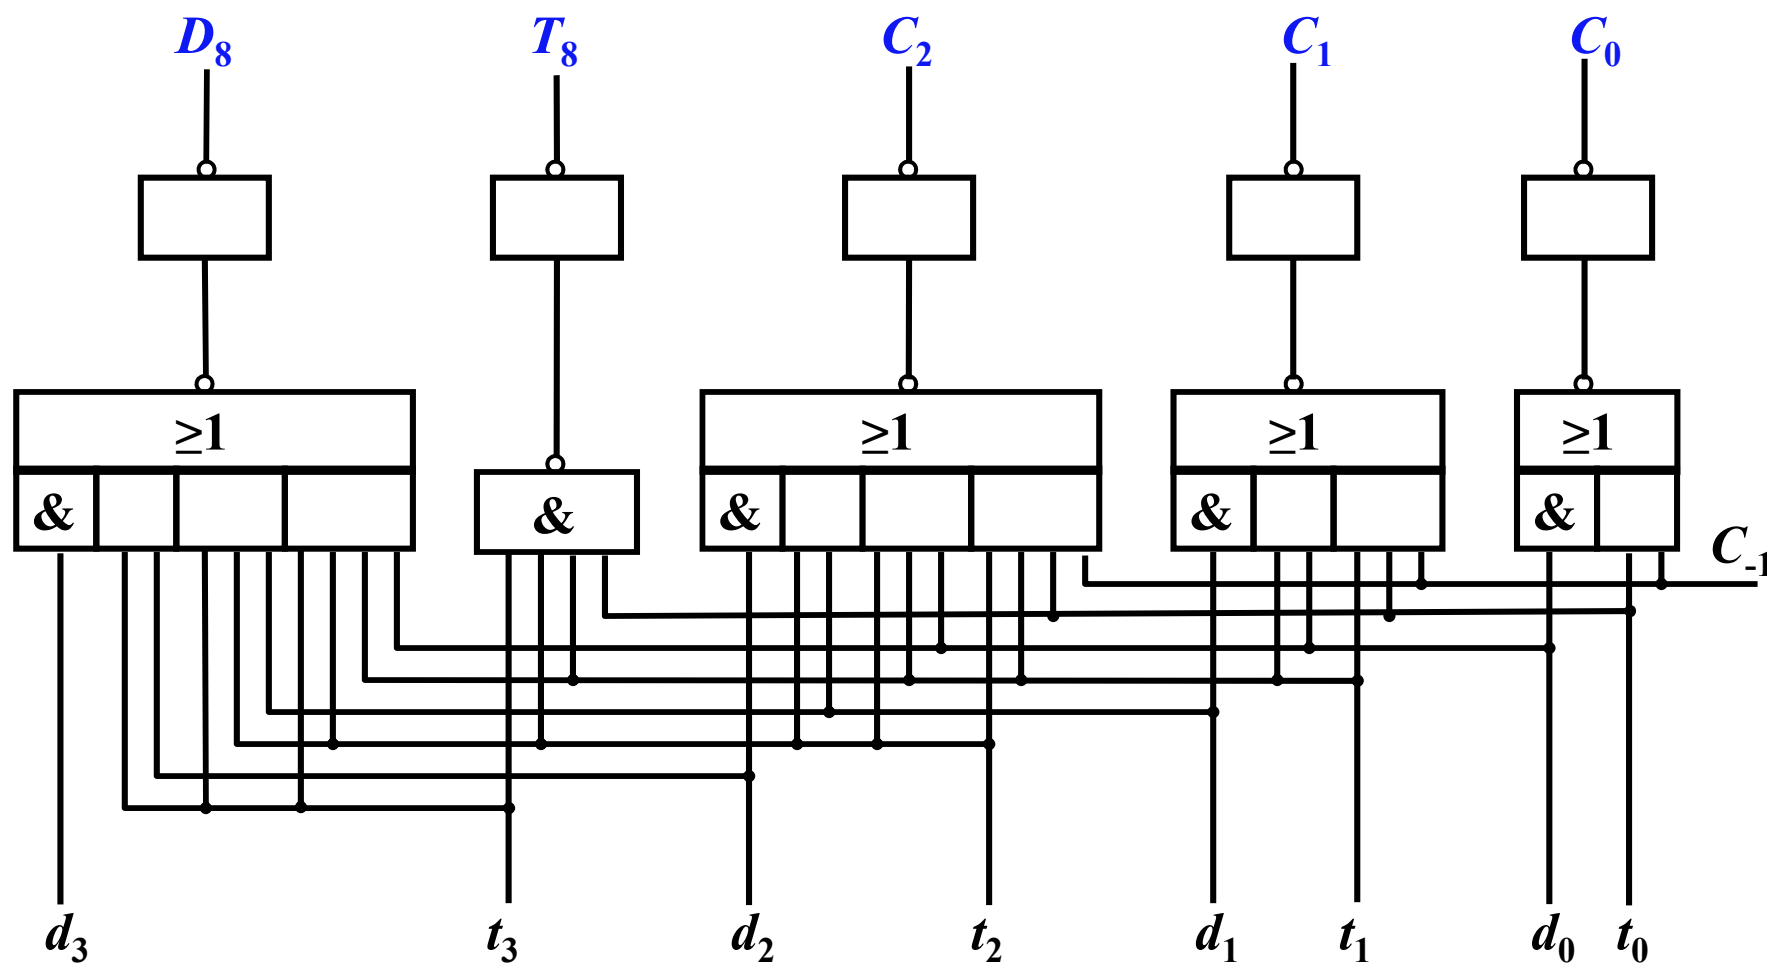 D₈ T₈ C₂ C₁ C₀
≥1 ≥1 ≥1 ≥1
& & & & &
C₋₁
d₃ t₃ d₂ t₂ d₁ t₁ d₀ t₀